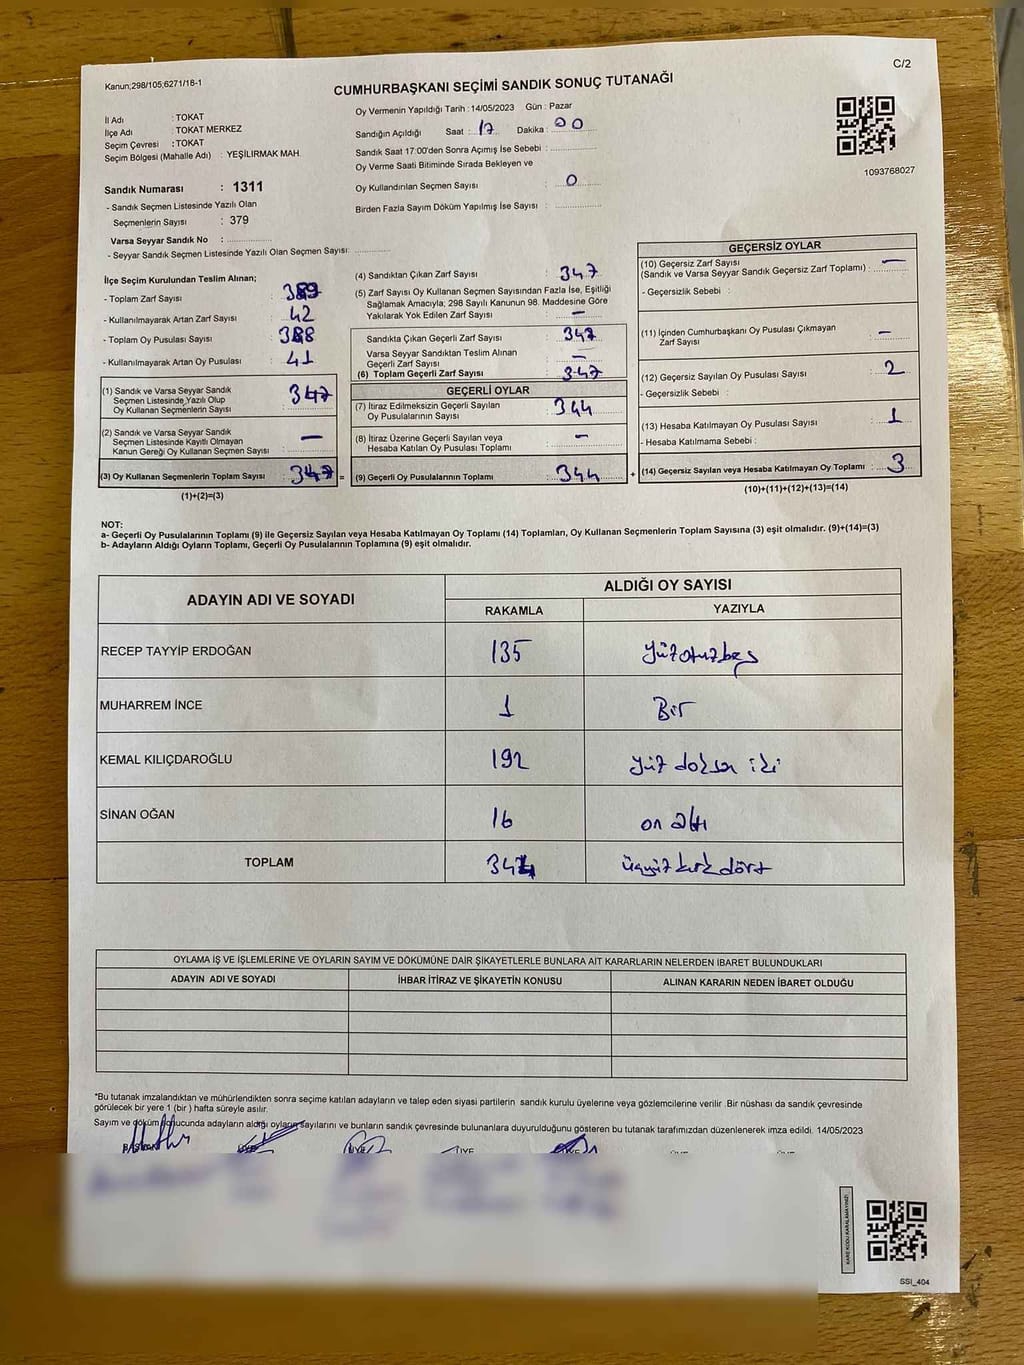 Kanun;298/105;6271/16-1
C/2
CUMHURBAŞKANI SEÇİMİ SANDIK SONUÇ TUTANAĞI
İl Adı : TOKAT
İlçe Adı : TOKAT MERKEZ
Seçim Çevresi : TOKAT
Seçim Bölgesi (Mahalle Adı) : YEŞİLIRMAK MAH.
Oy Vermenin Yapıldığı Tarih : 14/05/2023 Gün : Pazar
Sandığın Açıldığı Saat : 17 Dakika : 00
Sandık Saat 17:00'den Sonra Açımış İse Sebebi :
Oy Verme Saati Bitiminde Sırada Bekleyen ve
Oy Kullandırılan Seçmen Sayısı : 0
Birden Fazla Sayım Döküm Yapılmış İse Sayısı :
1093768027
Sandık Numarası : 1311
- Sandık Seçmen Listesinde Yazılı Olan
Seçmenlerin Sayısı : 379
Varsa Seyyar Sandık No :
- Seyyar Sandık Seçmen Listesinde Yazılı Olan Seçmen Sayısı:
İlçe Seçim Kurulundan Teslim Alınan;
- Toplam Zarf Sayısı : 389
- Kullanılmayarak Artan Zarf Sayısı : 42
- Toplam Oy Pusulası Sayısı : 388
- Kullanılmayarak Artan Oy Pusulası : 41
(1) Sandık ve Varsa Seyyar Sandık
Seçmen Listesinde Yazılı Olup
Oy Kullanan Seçmenlerin Sayısı : 347
(2) Sandık ve Varsa Seyyar Sandık
Seçmen Listesinde Kayıtlı Olmayan
Kanun Gereği Oy Kullanan Seçmen Sayısı : —
(3) Oy Kullanan Seçmenlerin Toplam Sayısı : 347 =
(1)+(2)=(3)
(4) Sandıktan Çıkan Zarf Sayısı : 347
(5) Zarf Sayısı Oy Kullanan Seçmen Sayısından Fazla İse, Eşitliği
Sağlamak Amacıyla; 298 Sayılı Kanunun 98. Maddesine Göre
Yakılarak Yok Edilen Zarf Sayısı : —
Sandıkta Çıkan Geçerli Zarf Sayısı : 347
Varsa Seyyar Sandıktan Teslim Alınan
Geçerli Zarf Sayısı : —
(6) Toplam Geçerli Zarf Sayısı : 347
GEÇERLİ OYLAR
(7) İtiraz Edilmeksizin Geçerli Sayılan
Oy Pusulalarının Sayısı : 344
(8) İtiraz Üzerine Geçerli Sayılan veya
Hesaba Katılan Oy Pusulası Toplamı : —
(9) Geçerli Oy Pusulalarının Toplamı : 344 +
GEÇERSİZ OYLAR
(10) Geçersiz Zarf Sayısı
(Sandık ve Varsa Seyyar Sandık Geçersiz Zarf Toplamı) : —
- Geçersizlik Sebebi :
(11) İçinden Cumhurbaşkanı Oy Pusulası Çıkmayan
Zarf Sayısı : —
(12) Geçersiz Sayılan Oy Pusulası Sayısı : 2
- Geçersizlik Sebebi :
(13) Hesaba Katılmayan Oy Pusulası Sayısı : 1
- Hesaba Katılmama Sebebi :
(14) Geçersiz Sayılan veya Hesaba Katılmayan Oy Toplamı : 3
(10)+(11)+(12)+(13)=(14)
NOT:
a- Geçerli Oy Pusulaları Toplamı (9) ile Geçersiz Sayılan veya Hesaba Katılmayan Oy Toplamı (14) Toplamları, Oy Kullanan Seçmenlerin Toplam Sayısına (3) eşit olmalıdır. (9)+(14)=(3)
b- Adayların Aldığı Oyların Toplamı, Geçerli Oy Pusulalarının Toplamına (9) eşit olmalıdır.
ADAYIN ADI VE SOYADI
ALDIĞI OY SAYISI
RAKAMLA YAZIYLA
RECEP TAYYİP ERDOĞAN 135 yüzotuzbeş
MUHARREM İNCE 1 Bir
KEMAL KILIÇDAROĞLU 192 yüz doksan iki
SİNAN OĞAN 16 on altı
TOPLAM 344 üçyüzkırkdört
OYLAMA İŞ VE İŞLEMLERİNE VE OYLARIN SAYIM VE DÖKÜMÜNE DAİR ŞİKAYETLERLE BUNLARA AİT KARARLARIN NELERDEN İBARET BULUNDUKLARI
ADAYIN ADI VE SOYADI İHBAR İTİRAZ VE ŞİKAYETİN KONUSU ALINAN KARARIN NEDEN İBARET OLDUĞU
*Bu tutanak imzalandıktan ve mühürlendikten sonra seçime katılan adayların ve talep eden siyasi partilerin sandık kurulu üyelerine veya gözlemcilerine verilir. Bir nüshası da sandık çevresinde
görülecek bir yere 1 (bir) hafta süreyle asılır.
Sayım ve döküm sonucunda adayların aldığı oyların sayılarını ve bunların sandık çevresinde bulunanlara duyurulduğunu gösteren bu tutanak tarafımızdan düzenlenerek imza edildi. 14/05/2023
BAŞKAN ÜYE ÜYE ÜYE ÜYE ÜYE ÜYE
KARE KODU KARALAMAYINIZ!
SSI_404